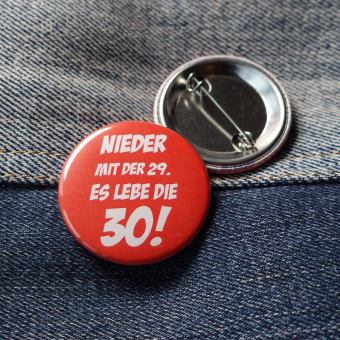 NIEDER
MIT DER 29.
ES LEBE DIE
30!